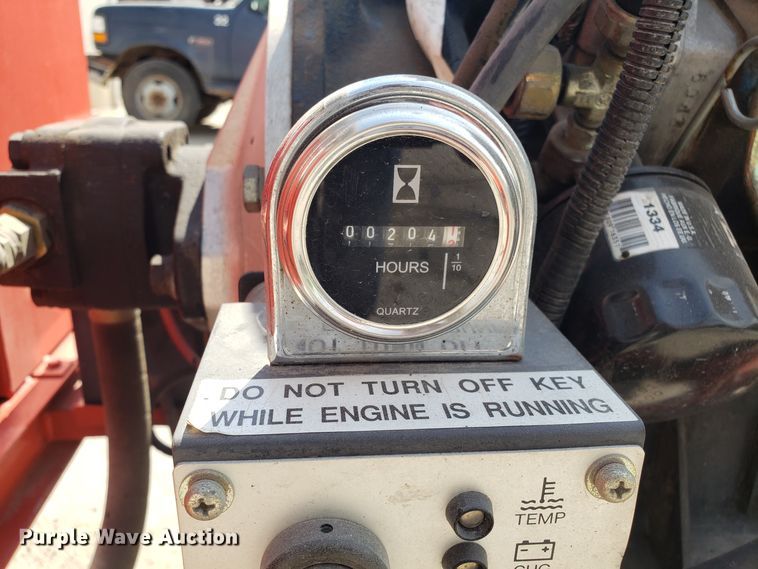 00204
HOURS
1/10
QUARTZ
1334
DO NOT TURN OFF KEY
WHILE ENGINE IS RUNNING
TEMP
Purple Wave Auction